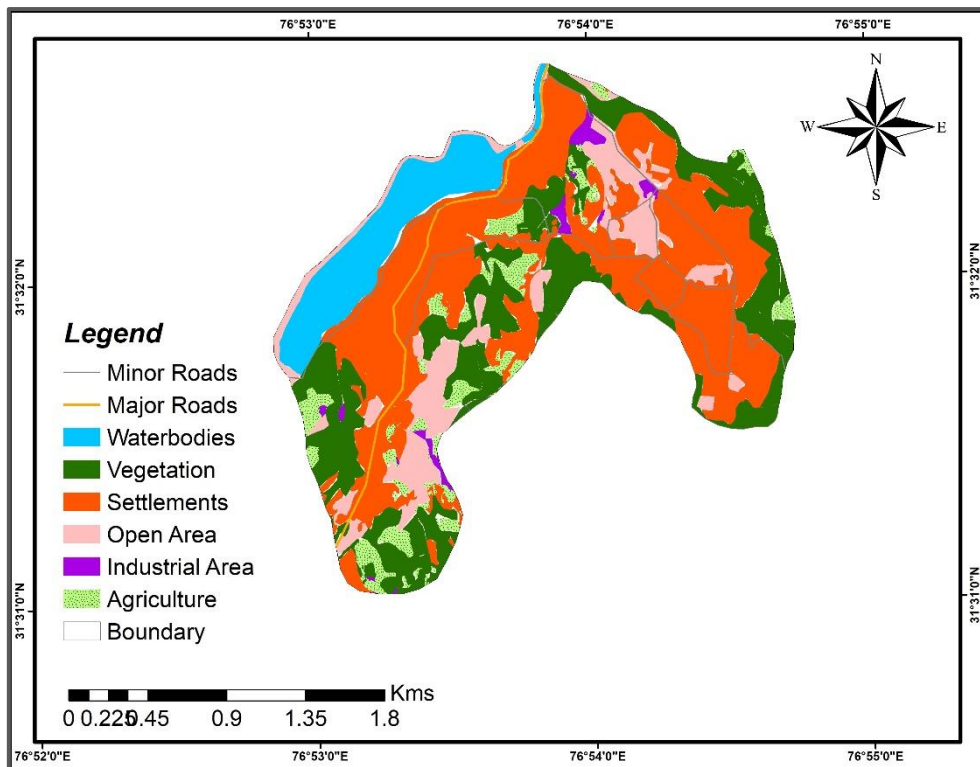 76°53'0"E 76°54'0"E 76°55'0"E
N
W E
S
31°32'0"N 31°32'0"N
Legend
Minor Roads
Major Roads
Waterbodies
Vegetation
Settlements
Open Area
Industrial Area
Agriculture
Boundary
31°31'0"N 31°31'0"N
Kms
0 0.225 0.45 0.9 1.35 1.8
76°52'0"E 76°53'0"E 76°54'0"E 76°55'0"E